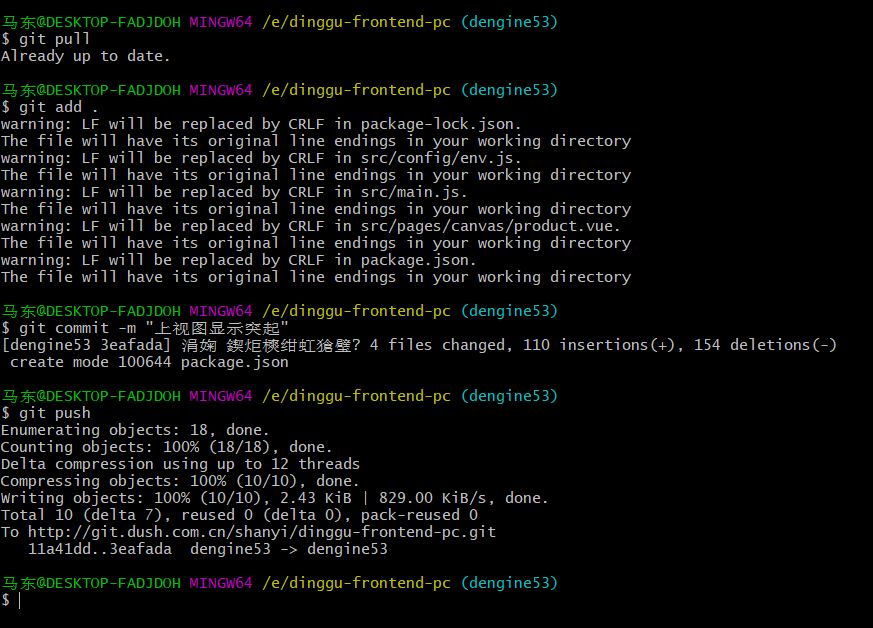 马东@DESKTOP-FADJDOH MINGW64 /e/dinggu-frontend-pc (dengine53)
$ git pull
Already up to date.
马东@DESKTOP-FADJDOH MINGW64 /e/dinggu-frontend-pc (dengine53)
$ git add .
warning: LF will be replaced by CRLF in package-lock.json.
The file will have its original line endings in your working directory
warning: LF will be replaced by CRLF in src/config/env.js.
The file will have its original line endings in your working directory
warning: LF will be replaced by CRLF in src/main.js.
The file will have its original line endings in your working directory
warning: LF will be replaced by CRLF in src/pages/canvas/product.vue.
The file will have its original line endings in your working directory
warning: LF will be replaced by CRLF in package.json.
The file will have its original line endings in your working directory
马东@DESKTOP-FADJDOH MINGW64 /e/dinggu-frontend-pc (dengine53)
$ git commit -m "上视图显示突起"
[dengine53 3eafada] 4 files changed, 110 insertions(+), 154 deletions(-)
create mode 100644 package.json
马东@DESKTOP-FADJDOH MINGW64 /e/dinggu-frontend-pc (dengine53)
$ git push
Enumerating objects: 18, done.
Counting objects: 100% (18/18), done.
Delta compression using up to 12 threads
Compressing objects: 100% (10/10), done.
Writing objects: 100% (10/10), 2.43 KiB | 829.00 KiB/s, done.
Total 10 (delta 7), reused 0 (delta 0), pack-reused 0
To http://git.dush.com.cn/shanyi/dinggu-frontend-pc.git
11a41dd..3eafada dengine53 -> dengine53
马东@DESKTOP-FADJDOH MINGW64 /e/dinggu-frontend-pc (dengine53)
$